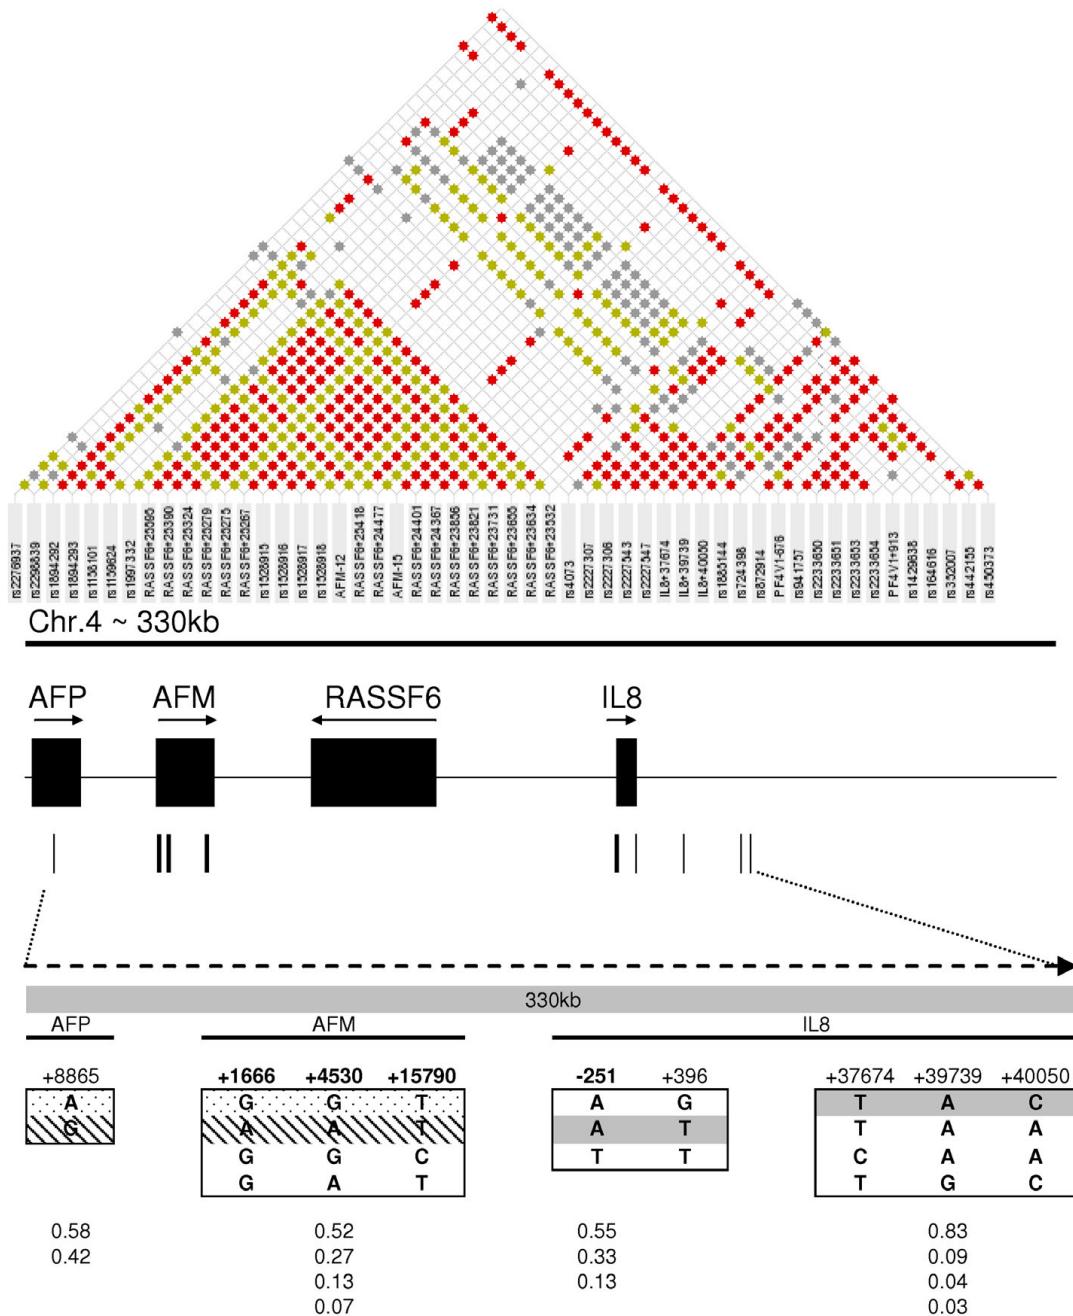 rs2276937
rs2298839
rs1894292
rs1894293
rs1136101
rs1139624
rs1997332
RASSF6+25595
RASSF6+25390
RASSF6+25324
RASSF6+25279
RASSF6+25275
RASSF6+25267
rs1528915
rs1528916
rs1528917
rs1528918
AFM-12
RASSF6+25418
RASSF6+24477
AFM-15
RASSF6+24401
RASSF6+24367
RASSF6+23856
RASSF6+23821
RASSF6+23731
RASSF6+23655
RASSF6+23634
RASSF6+23532
rs4073
rs2227307
rs2227306
rs2227543
rs2227547
IL8+37674
IL8+39739
IL8+40050
rs1885144
rs724398
rs872914
PF4V1-676
rs941757
rs2233650
rs2233651
rs2233653
rs2233654
PF4V1+913
rs1429638
rs164616
rs352007
rs442155
rs450373
Chr.4 ~ 330kb
AFP AFM RASSF6 IL8
330kb
AFP AFM IL8
+8865 +1666 +4530 +15790 -251 +396 +37674 +39739 +40050
A G G T A G T A C
G A A T A T T A A
G G C T T C A A
G A T T G C
0.58 0.52 0.55 0.83
0.42 0.27 0.33 0.09
0.13 0.13 0.04
0.07 0.03